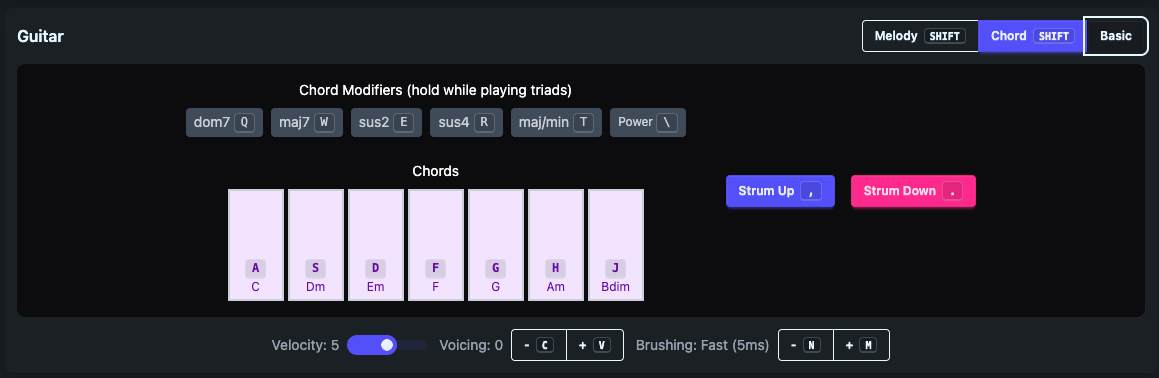 Guitar
Melody SHIFT Chord SHIFT Basic
Chord Modifiers (hold while playing triads)
dom7 Q maj7 W sus2 E sus4 R maj/min T Power \
Chords
Strum Up , Strum Down .
A S D F G H J
C Dm Em F G Am Bdim
Velocity: 5 Voicing: 0 - C + V Brushing: Fast (5ms) - N + M